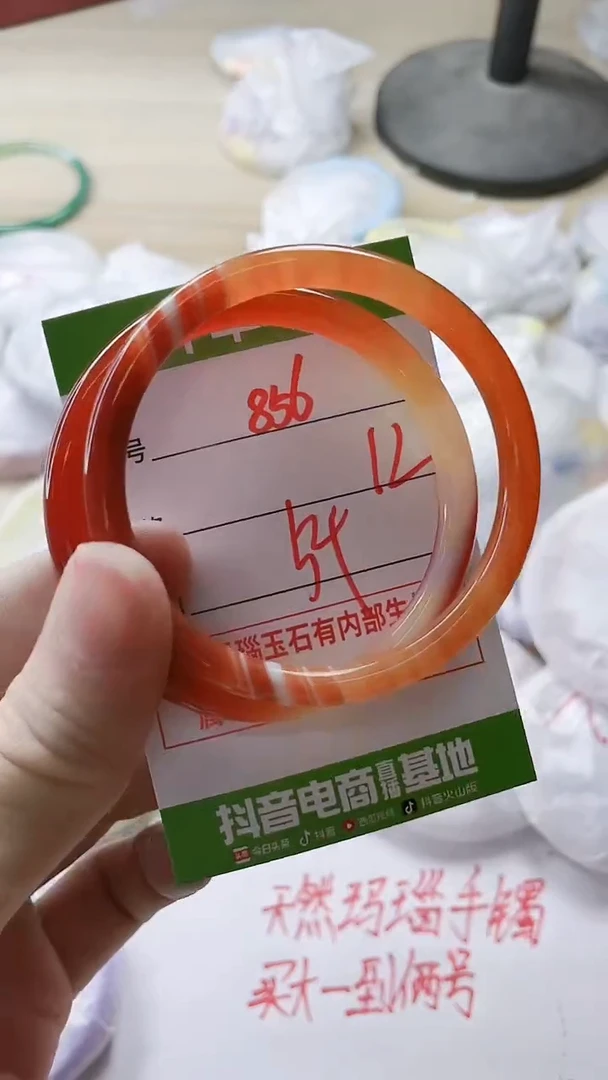 号
856
12
54
瑙玉石有内部生
抖音电商直播基地
今日头条 抖音 西瓜视频 抖音火山版
天然玛瑙手镯
买大一到俩号